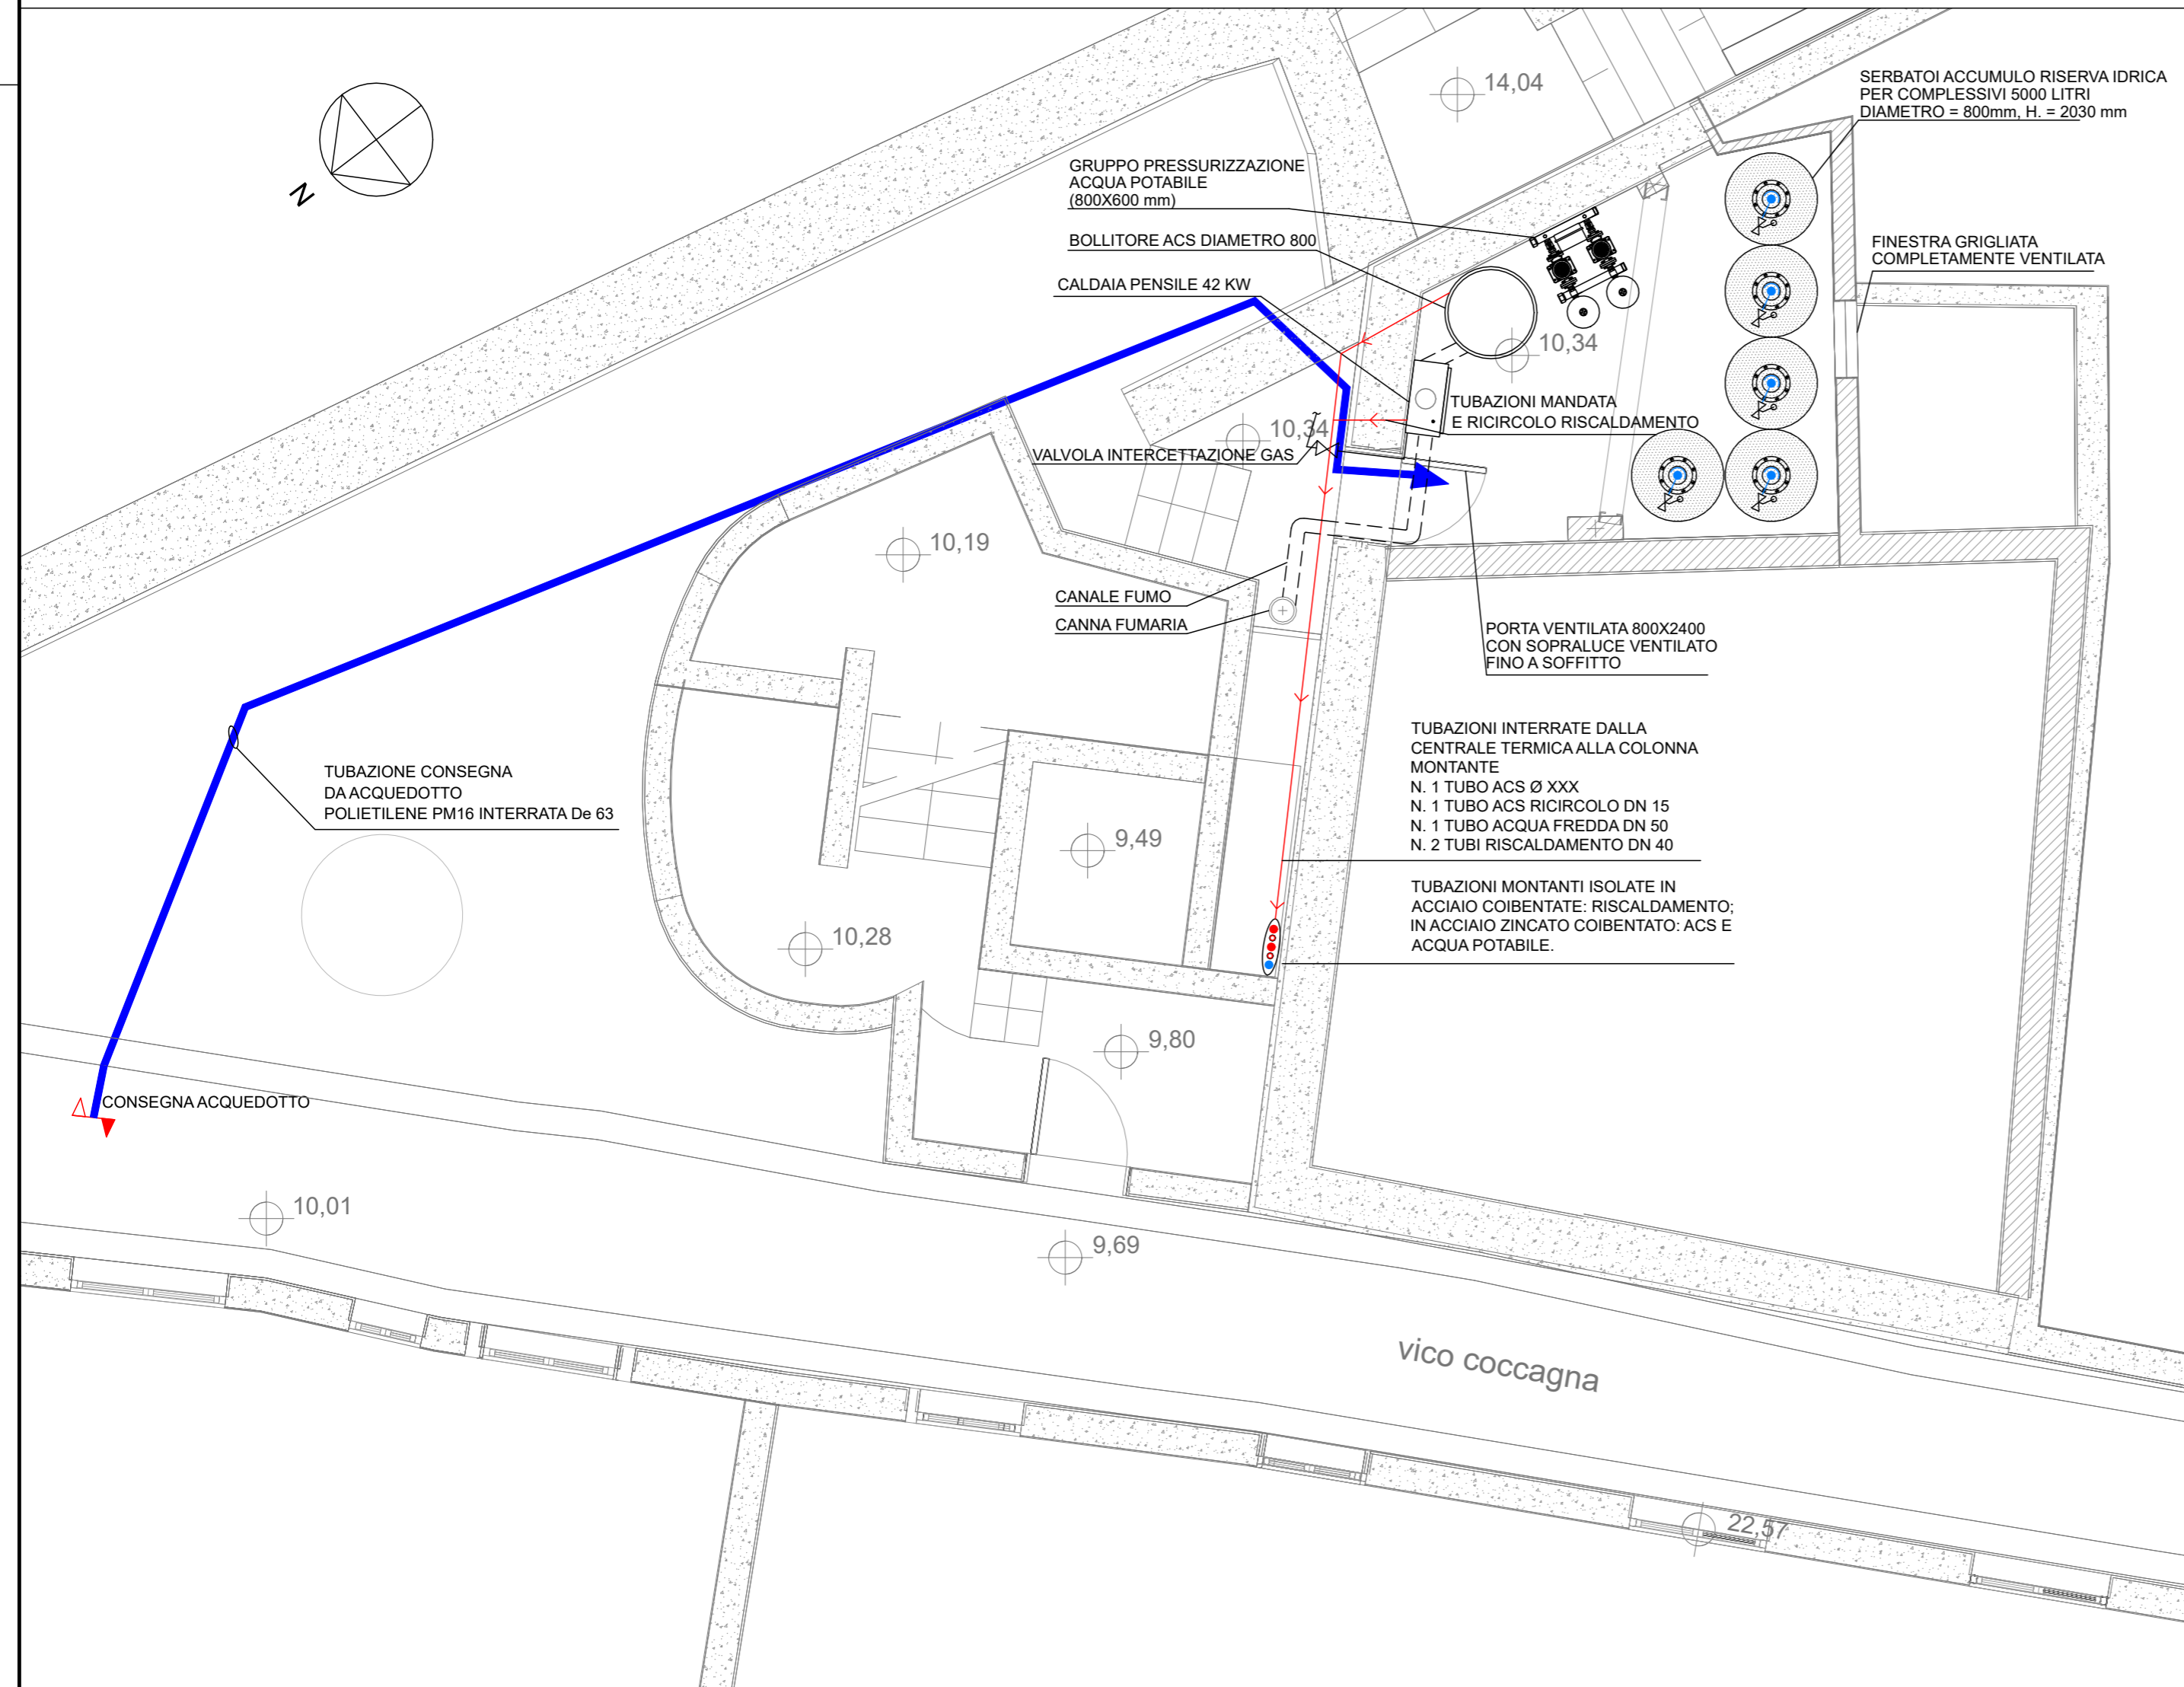 14,04
SERBATOI ACCUMULO RISERVA IDRICA
PER COMPLESSIVI 5000 LITRI
DIAMETRO = 800mm, H. = 2030 mm
N
GRUPPO PRESSURIZZAZIONE
ACQUA POTABILE
(800X600 mm)
BOLLITORE ACS DIAMETRO 800
CALDAIA PENSILE 42 KW
FINESTRA GRIGLIATA
COMPLETAMENTE VENTILATA
10,34
TUBAZIONI MANDATA
E RICIRCOLO RISCALDAMENTO
10,34
VALVOLA INTERCETTAZIONE GAS
10,19
CANALE FUMO
CANNA FUMARIA
PORTA VENTILATA 800X2400
CON SOPRALUCE VENTILATO
FINO A SOFFITTO
TUBAZIONE CONSEGNA
DA ACQUEDOTTO
POLIETILENE PM16 INTERRATA De 63
TUBAZIONI INTERRATE DALLA
CENTRALE TERMICA ALLA COLONNA
MONTANTE
N. 1 TUBO ACS Ø XXX
N. 1 TUBO ACS RICIRCOLO DN 15
N. 1 TUBO ACQUA FREDDA DN 50
N. 2 TUBI RISCALDAMENTO DN 40
9,49
TUBAZIONI MONTANTI ISOLATE IN
ACCIAIO COIBENTATE: RISCALDAMENTO;
IN ACCIAIO ZINCATO COIBENTATO: ACS E
ACQUA POTABILE.
10,28
9,80
CONSEGNA ACQUEDOTTO
10,01
9,69
vico coccagna
22,57